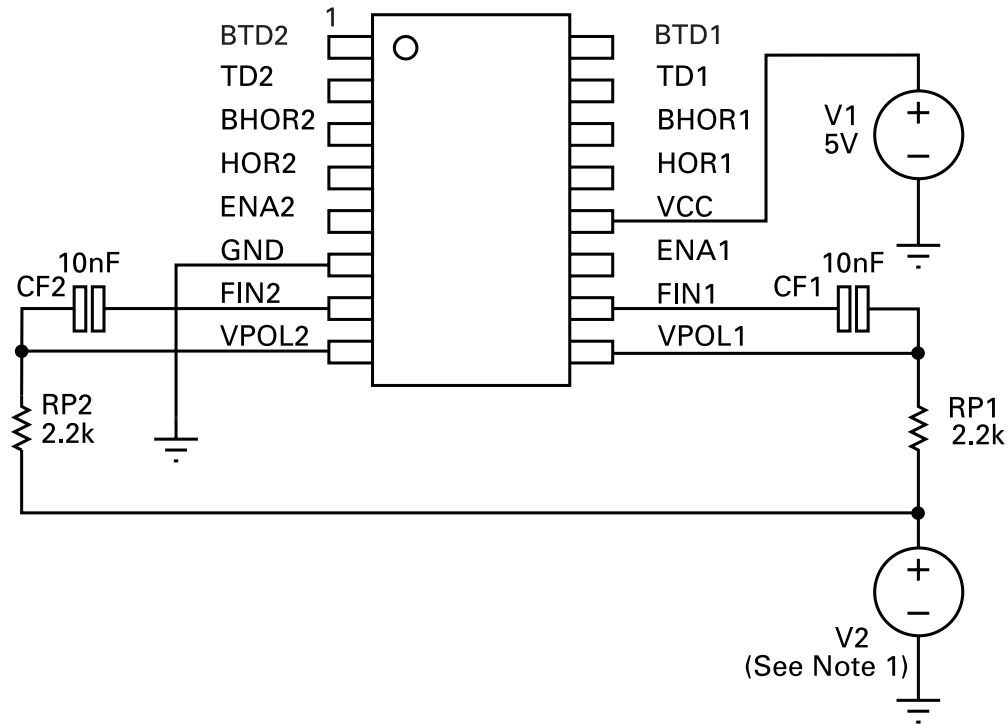 1
BTD2
BTD1
TD2
TD1
BHOR2
BHOR1
V1
5V
HOR2
HOR1
ENA2
VCC
GND
ENA1
10nF
CF2
10nF
CF1
FIN2
FIN1
VPOL2
VPOL1
RP2
2.2k
RP1
2.2k
V2
(See Note 1)